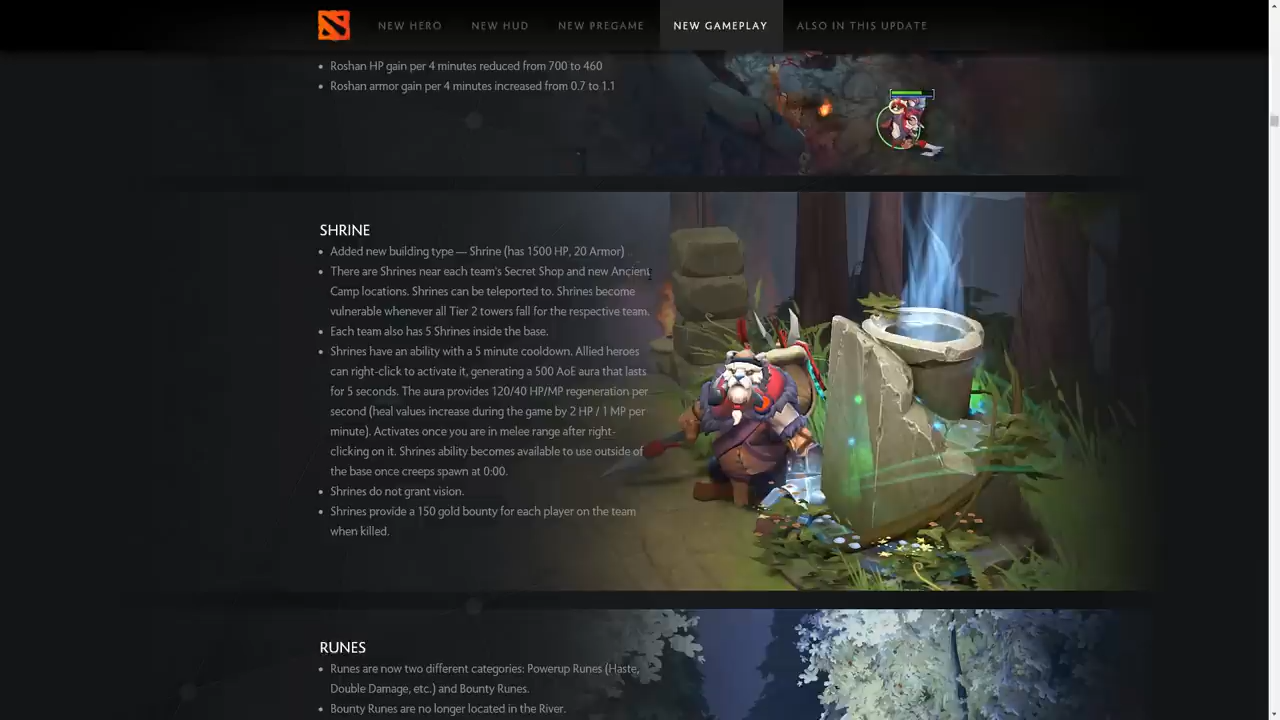 NEW HERO NEW HUD NEW PREGAME NEW GAMEPLAY ALSO IN THIS UPDATE
Roshan HP gain per 4 minutes reduced from 700 to 460
Roshan armor gain per 4 minutes increased from 0.7 to 1.1
SHRINE
Added new building type — Shrine (has 1500 HP, 20 Armor)
There are Shrines near each team's Secret Shop and new Ancient
Camp locations. Shrines can be teleported to. Shrines become
vulnerable whenever all Tier 2 towers fall for the respective team.
Each team also has 5 Shrines inside the base.
Shrines have an ability with a 5 minute cooldown. Allied heroes
can right-click to activate it, generating a 500 AoE aura that lasts
for 5 seconds. The aura provides 120/40 HP/MP regeneration per
second (heal values increase during the game by 2 HP / 1 MP per
minute). Activates once you are in melee range after right-
clicking on it. Shrines ability becomes available to use outside of
the base once creeps spawn at 0:00.
Shrines do not grant vision.
Shrines provide a 150 gold bounty for each player on the team
when killed.
RUNES
Runes are now two different categories: Powerup Runes (Haste,
Double Damage, etc.) and Bounty Runes.
Bounty Runes are no longer located in the River.